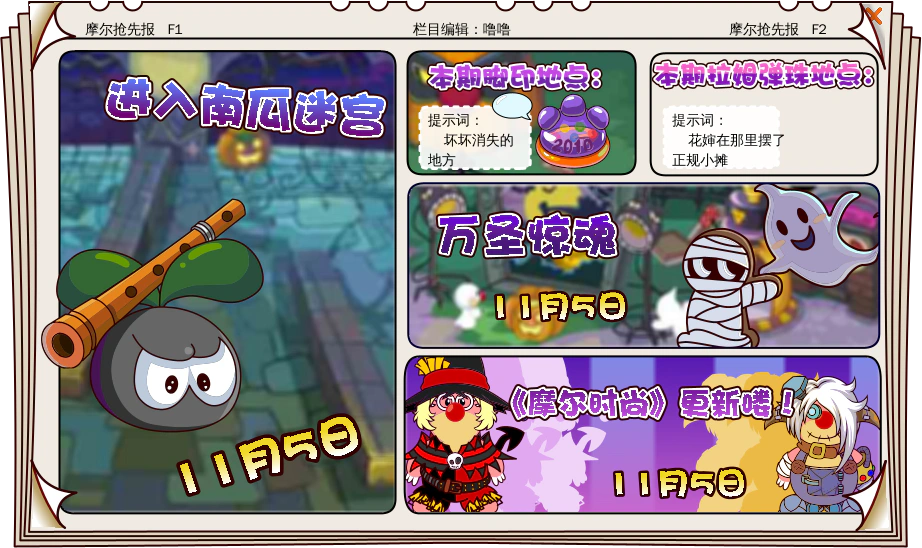 摩尔抢先报 F1
栏目编辑：噜噜
摩尔抢先报 F2
进入南瓜迷宫
11月5日
本期脚印地点：
提示词：
坏坏消失的
地方
2010
本期拉姆弹珠地点：
提示词：
花婶在那里摆了
正规小摊
万圣惊魂
11月5日
《摩尔时尚》更新喽！
11月5日